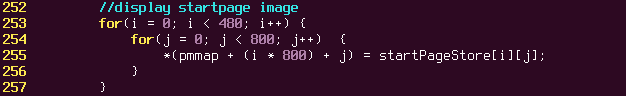 252         //display startpage image
253         for(i = 0; i < 480; i++) {
254             for(j = 0; j < 800; j++)  {
255                 *(pmmap + (i * 800) + j) = startPageStore[i][j];
256             }
257         }